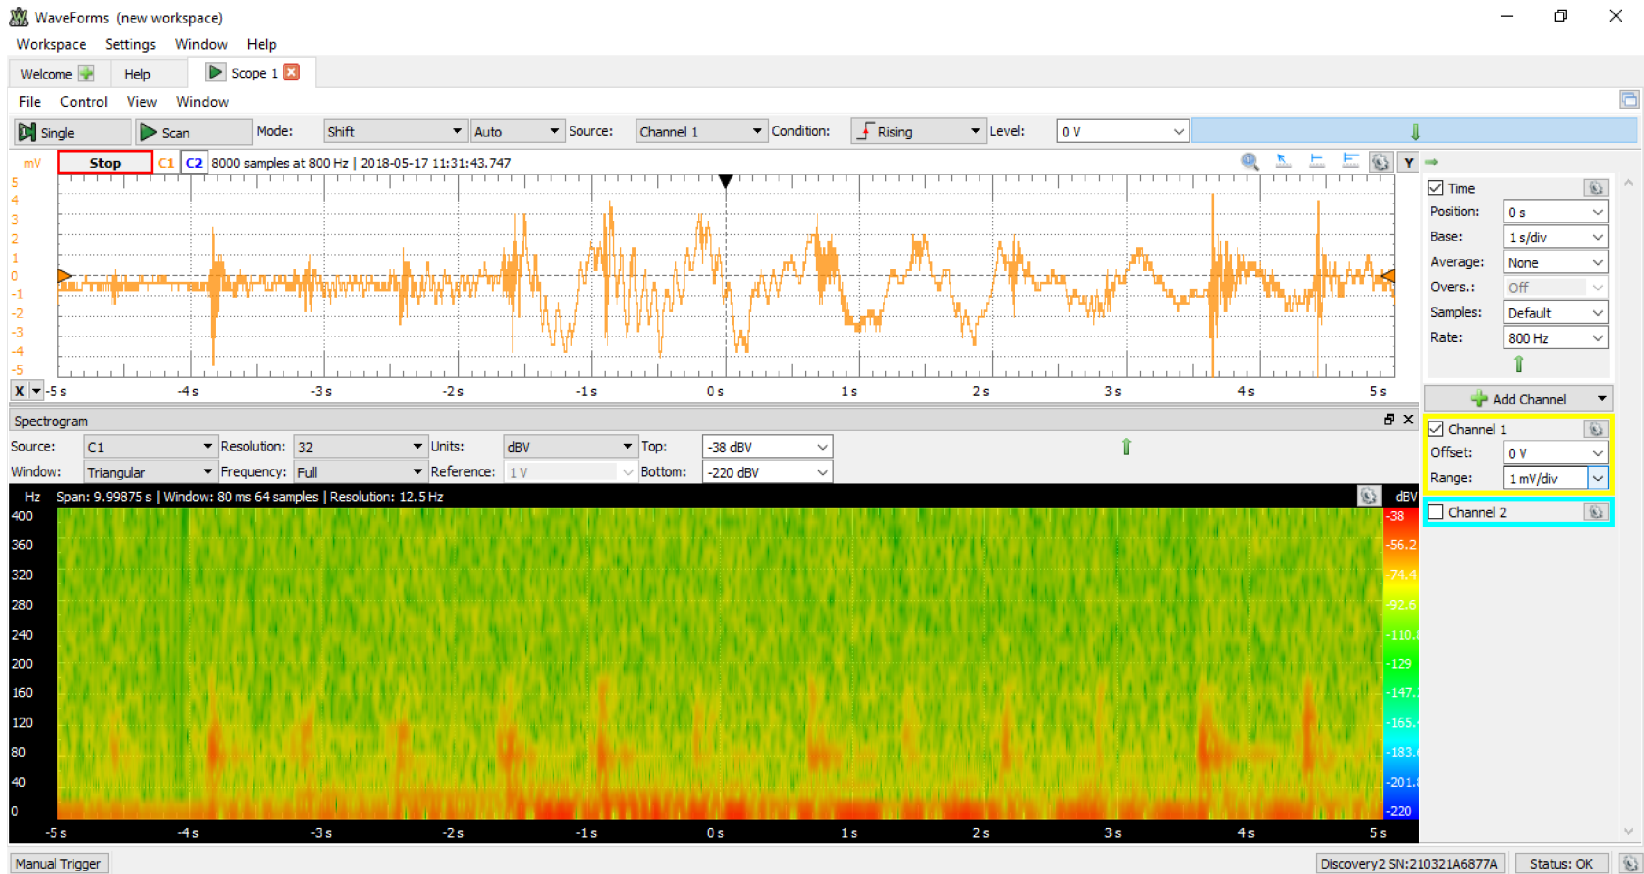 WaveForms (new workspace)
Workspace Settings Window Help
Welcome Help Scope 1
File Control View Window
Single Scan Mode: Shift Auto Source: Channel 1 Condition: Rising Level: 0 V
mV Stop C1 C2 8000 samples at 800 Hz | 2018-05-17 11:31:43.747 Y
5
4
3
2
1
0
-1
-2
-3
-4
-5
X -5 s -4 s -3 s -2 s -1 s 0 s 1 s 2 s 3 s 4 s 5 s
Time
Position: 0 s
Base: 1 s/div
Average: None
Overs.: Off
Samples: Default
Rate: 800 Hz
Add Channel
Channel 1
Offset: 0 V
Range: 1 mV/div
Channel 2
Spectrogram
Source: C1 Resolution: 32 Units: dBV Top: -38 dBV
Window: Triangular Frequency: Full Reference: 1 V Bottom: -220 dBV
Hz Span: 9.99875 s | Window: 80 ms 64 samples | Resolution: 12.5 Hz dBV
400
360
320
280
240
200
160
120
80
40
0
-38
-56.2
-74.4
-92.6
-110.8
-129
-147.
-165.
-183.
-201.8
-220
-5 s -4 s -3 s -2 s -1 s 0 s 1 s 2 s 3 s 4 s 5 s
Manual Trigger Discovery2 SN:210321A6877A Status: OK